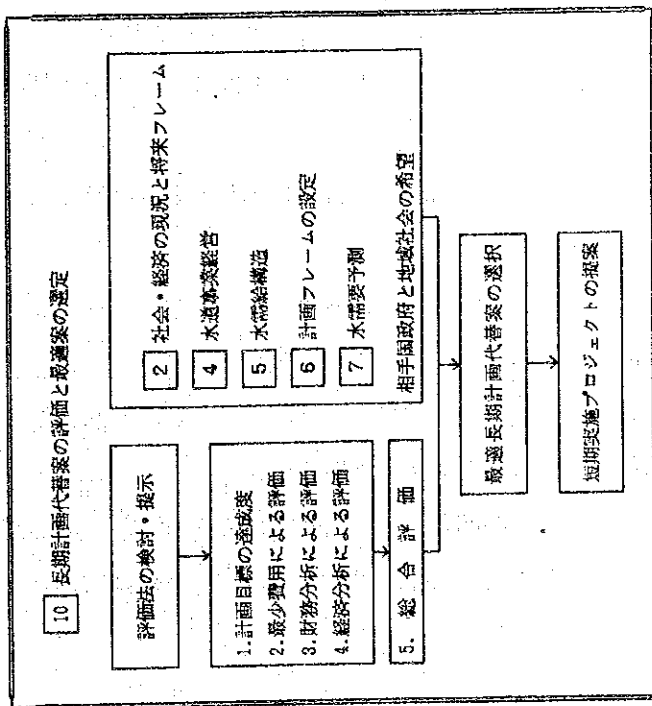 10 長期計画代替案の評価と最適案の選定
評価法の検討・提示
1.計画目標の達成度
2.最少費用による評価
3.財務分析による評価
4.経済分析による評価
5. 総合評価
2 社会・経済の現況と将来フレーム
4 水道事業経営
5 水需給構造
6 計画フレームの設定
7 水需要予測
相手国政府と地域社会の希望
最適長期計画代替案の選択
短期実施プロジェクトの提案